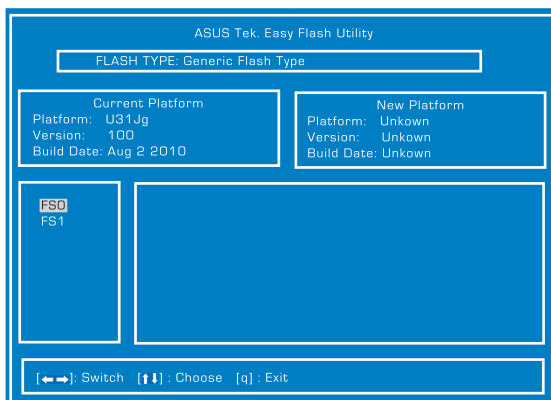 ASUS Tek. Easy Flash Utility
FLASH TYPE: Generic Flash Type
Current Platform
Platform: U31Jg
Version: 100
Build Date: Aug 2 2010
New Platform
Platform: Unkown
Version: Unkown
Build Date: Unkown
FS0
FS1
[←→]: Switch [↑↓] : Choose [q] : Exit